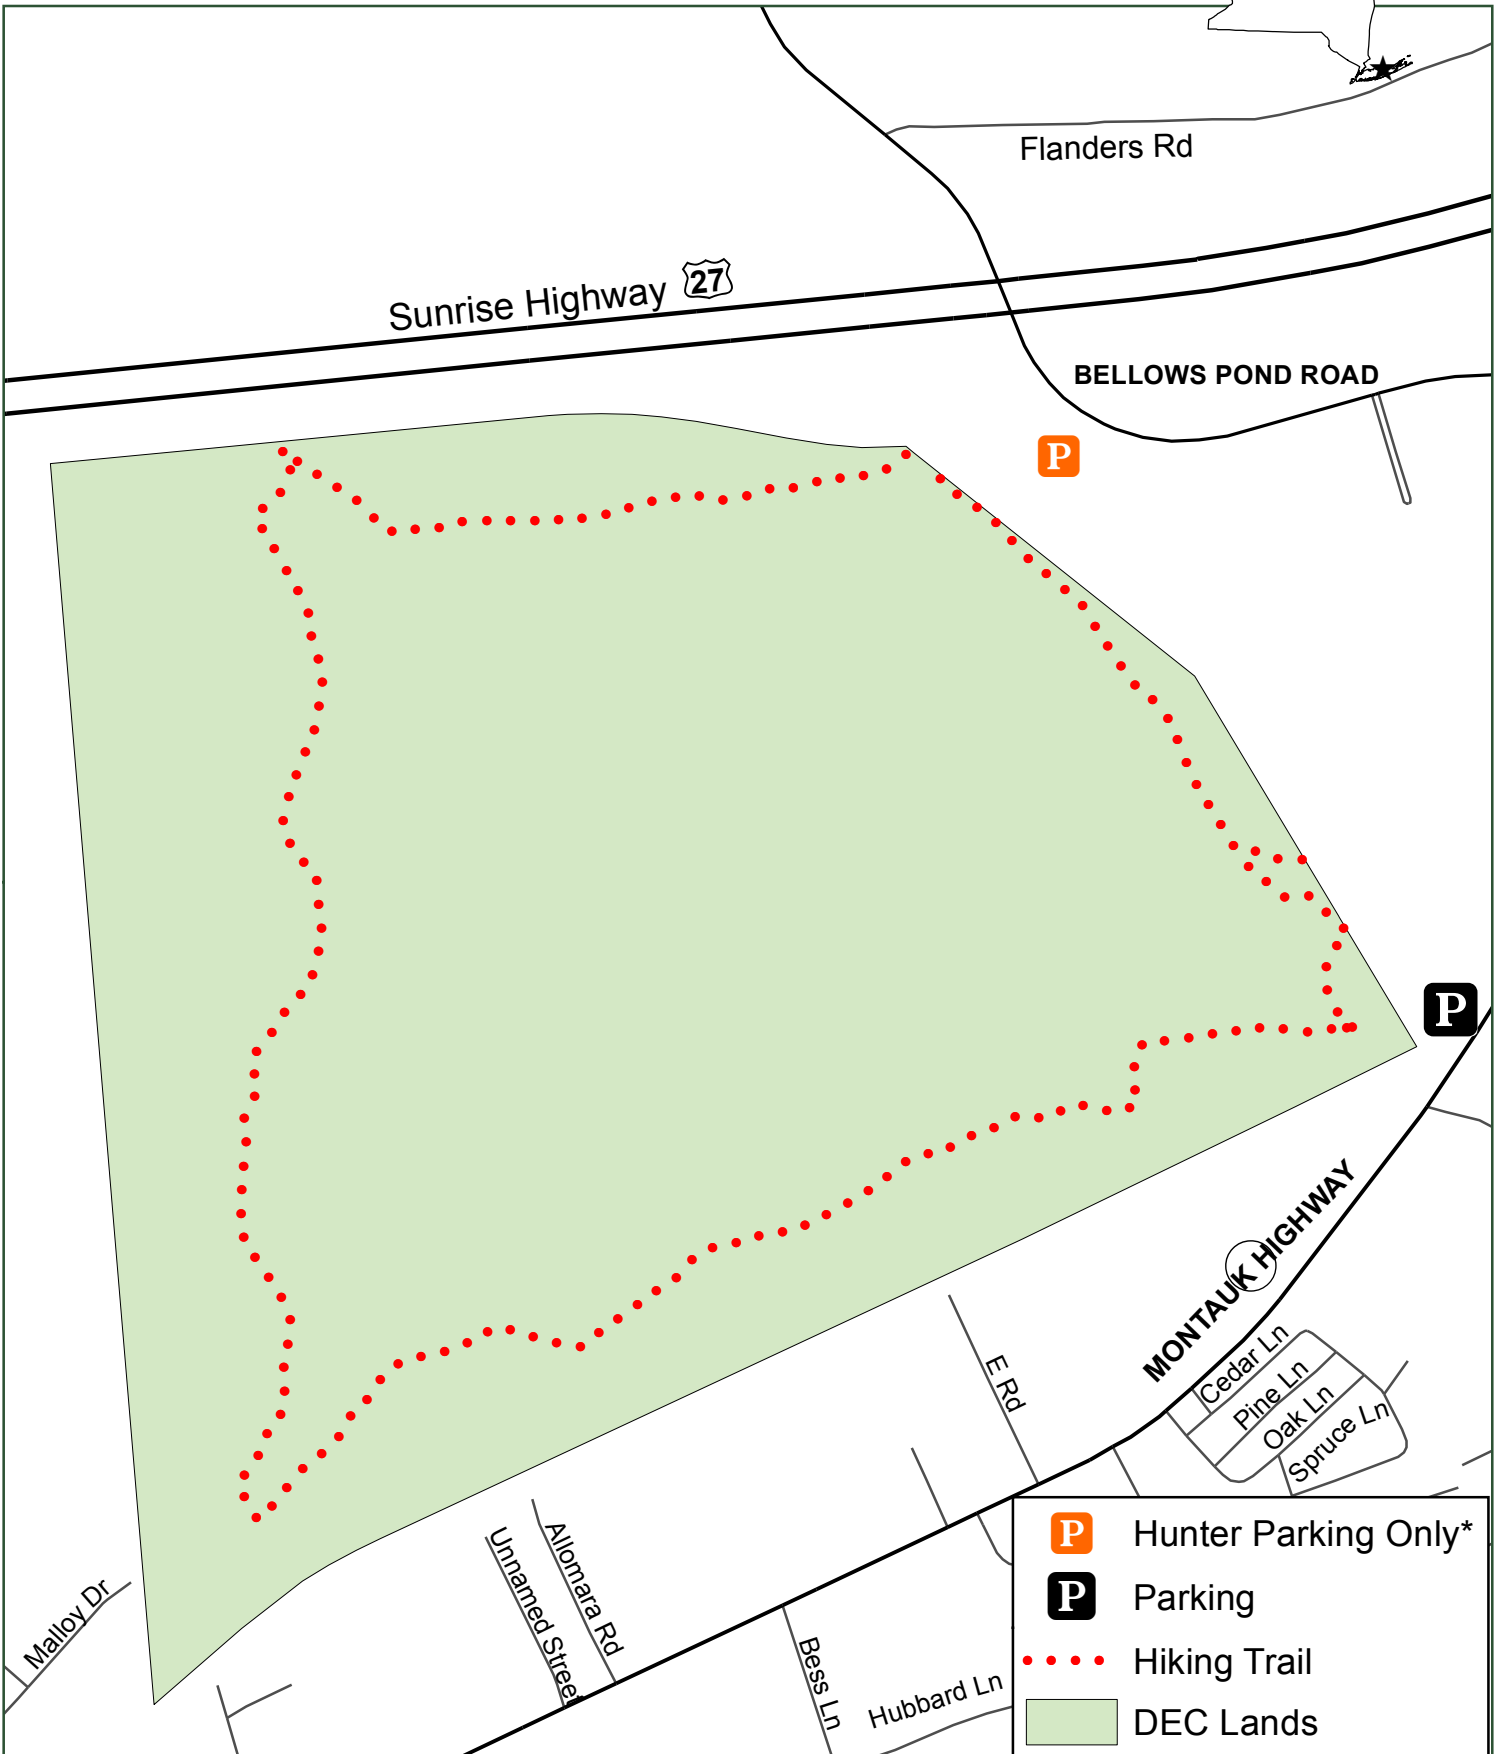 Flanders Rd
Sunrise Highway 27
BELLOWS POND ROAD
P
P
MONTAUK HIGHWAY
Cedar Ln
Pine Ln
Oak Ln
Spruce Ln
E Rd
Allomara Rd
Unnamed Street
Malloy Dr
Bess Ln
Hubbard Ln
P Hunter Parking Only*
P Parking
Hiking Trail
DEC Lands